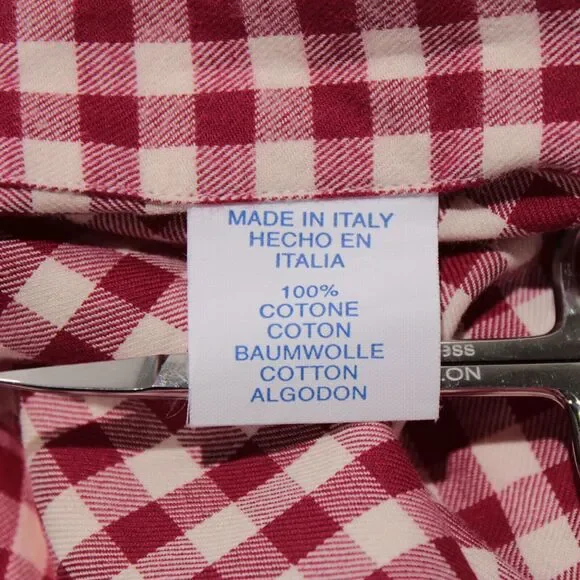 MADE IN ITALY
HECHO EN
ITALIA
100%
COTONE
COTON
BAUMWOLLE
COTTON
ALGODON